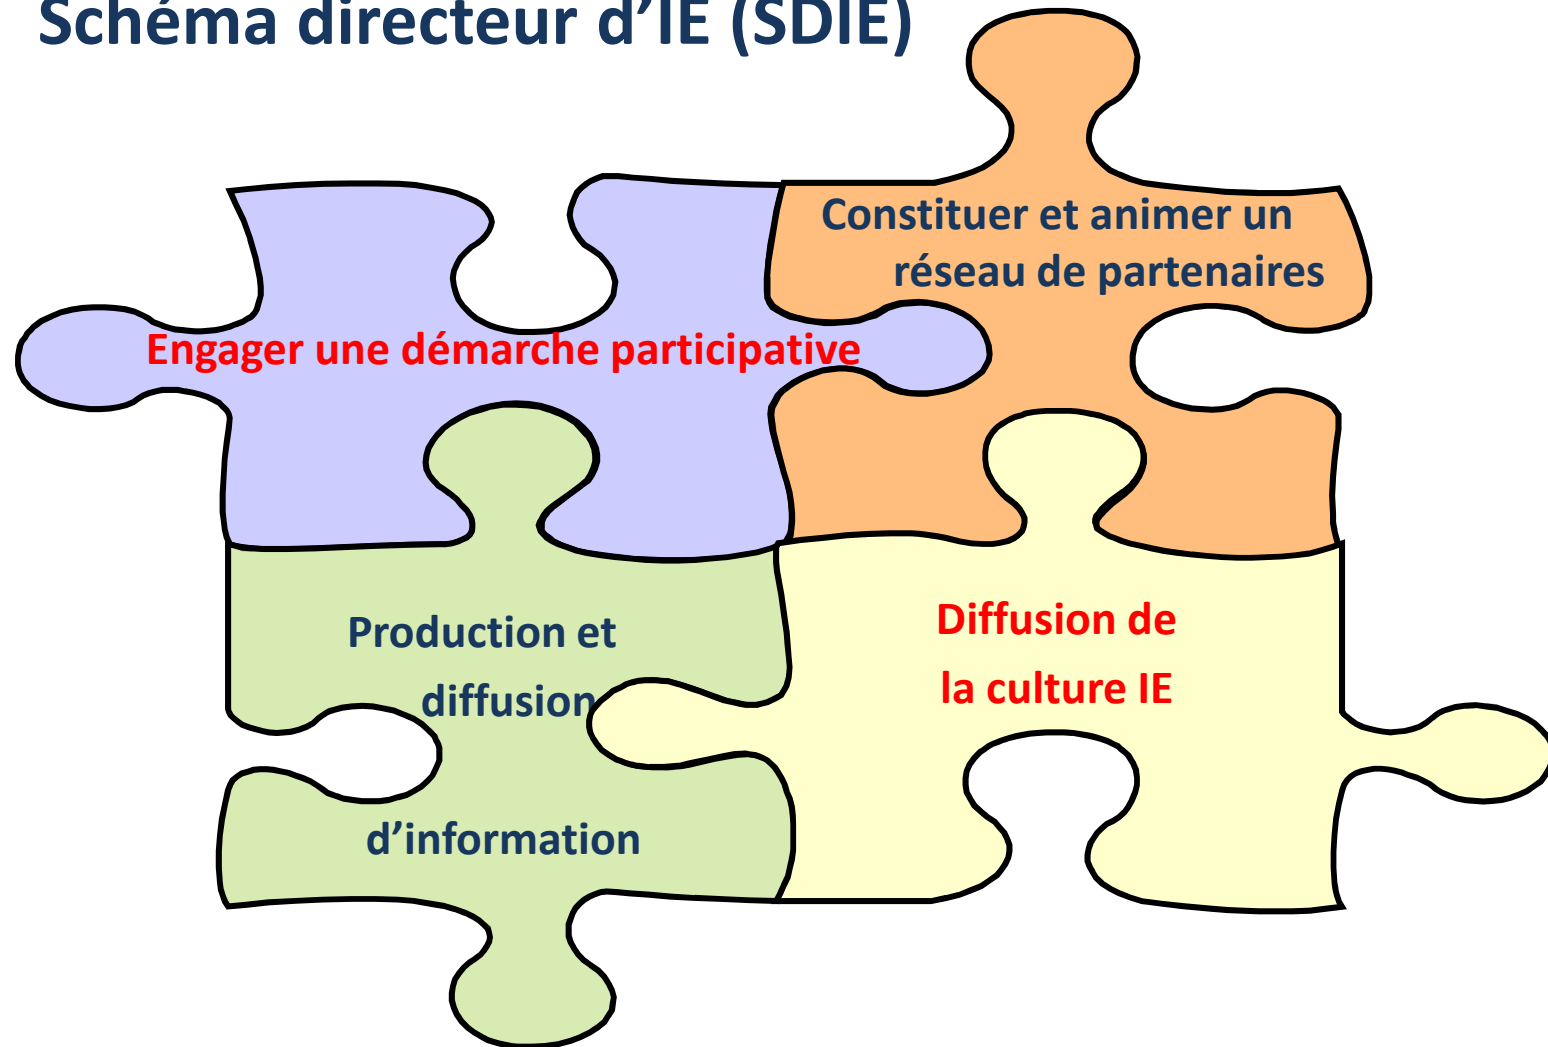 Schéma directeur d’IE (SDIE)
Constituer et animer un
réseau de partenaires
Engager une démarche participative
Production et
diffusion
d’information
Diffusion de
la culture IE